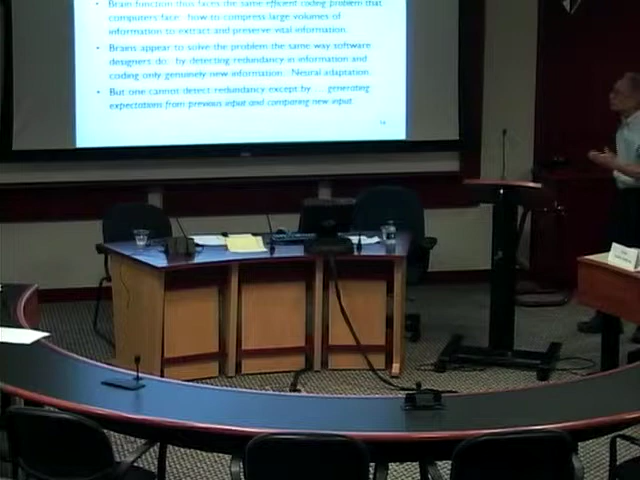 • Brain function thus faces the same efficient coding problem that
computers face: how to compress large volumes of
information to extract and preserve vital information.
• Brains appear to solve the problem the same way software
designers do: by detecting redundancy in information and
coding only genuinely new information. Neural adaptation.
• But one cannot detect redundancy except by ... generating
expectations from previous input and comparing new input.